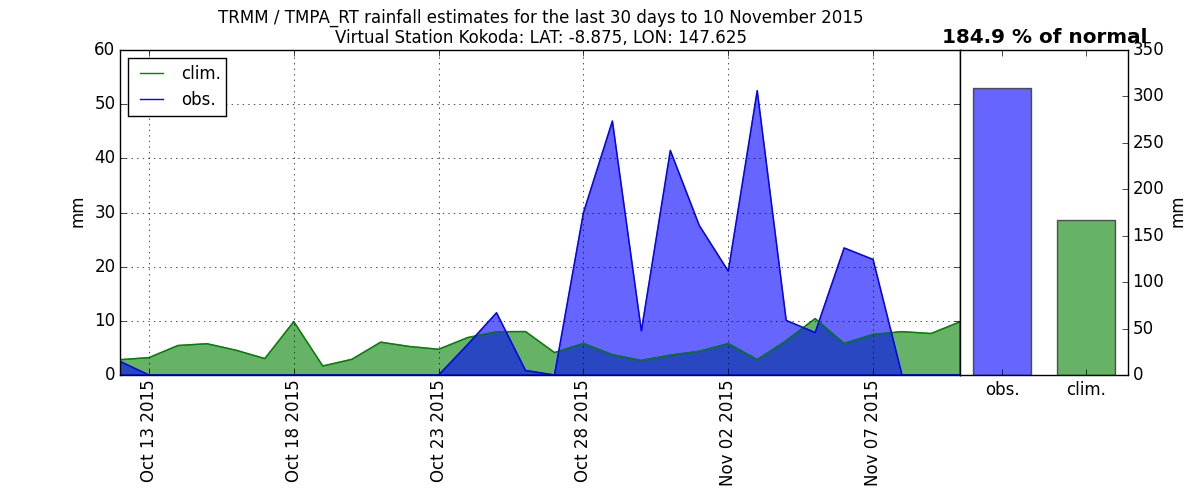 TRMM / TMPA_RT rainfall estimates for the last 30 days to 10 November 2015
Virtual Station Kokoda: LAT: -8.875, LON: 147.625
184.9 % of normal
60
50
40
30
20
10
0
mm
clim.
obs.
Oct 13 2015
Oct 18 2015
Oct 23 2015
Oct 28 2015
Nov 02 2015
Nov 07 2015
350
300
250
200
150
100
50
0
mm
obs.
clim.